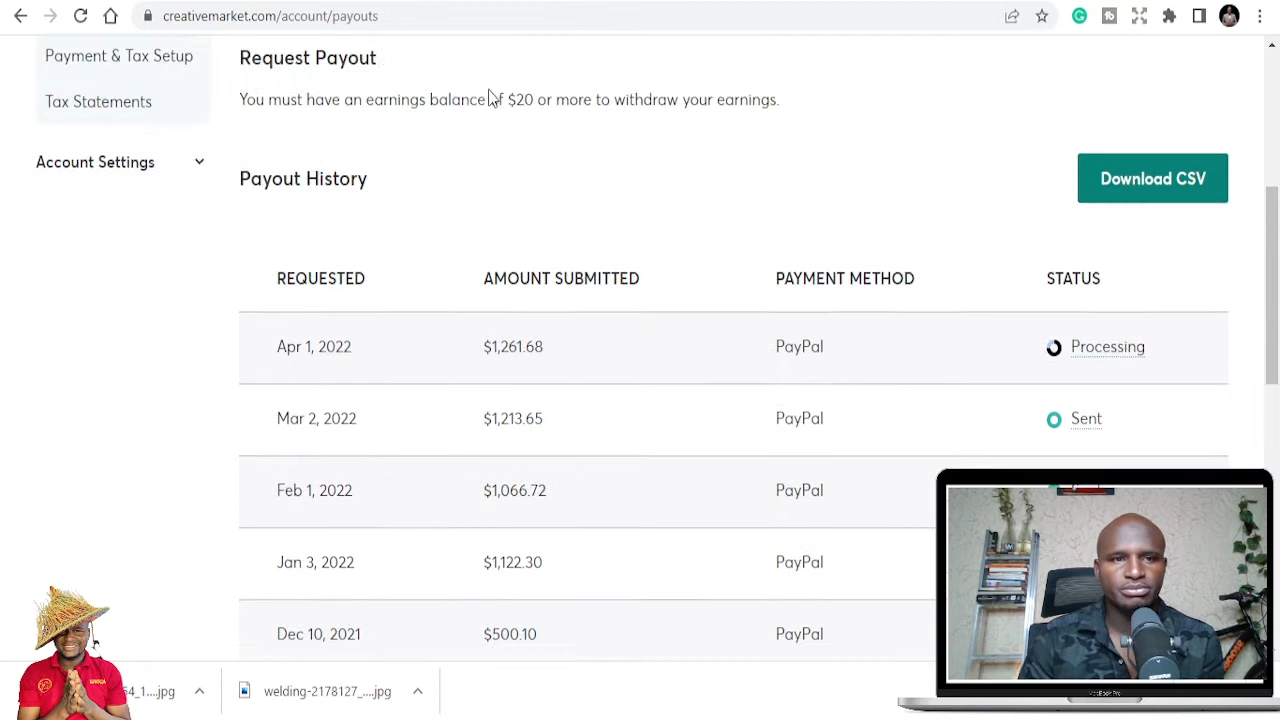 creativemarket.com/account/payouts
Payment & Tax Setup
Tax Statements
Account Settings
Request Payout
You must have an earnings balance of $20 or more to withdraw your earnings.
Payout History
Download CSV
REQUESTED AMOUNT SUBMITTED PAYMENT METHOD STATUS
Apr 1, 2022 $1,261.68 PayPal Processing
Mar 2, 2022 $1,213.65 PayPal Sent
Feb 1, 2022 $1,066.72 PayPal
Jan 3, 2022 $1,122.30 PayPal
Dec 10, 2021 $500.10 PayPal
54_1....jpg
welding-2178127_....jpg
MacBook Pro